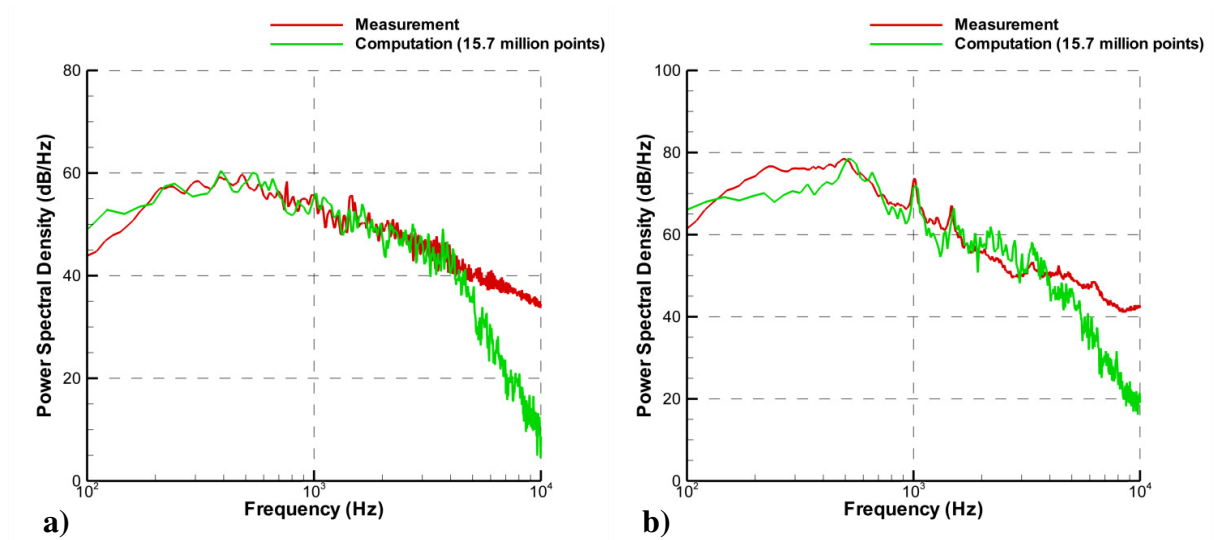 Measurement
Computation (15.7 million points)
80
60
40
20
0
10²
10³
10⁴
Power Spectral Density (dB/Hz)
Frequency (Hz)
a)
Measurement
Computation (15.7 million points)
100
80
60
40
20
0
10²
10³
10⁴
Power Spectral Density (dB/Hz)
Frequency (Hz)
b)